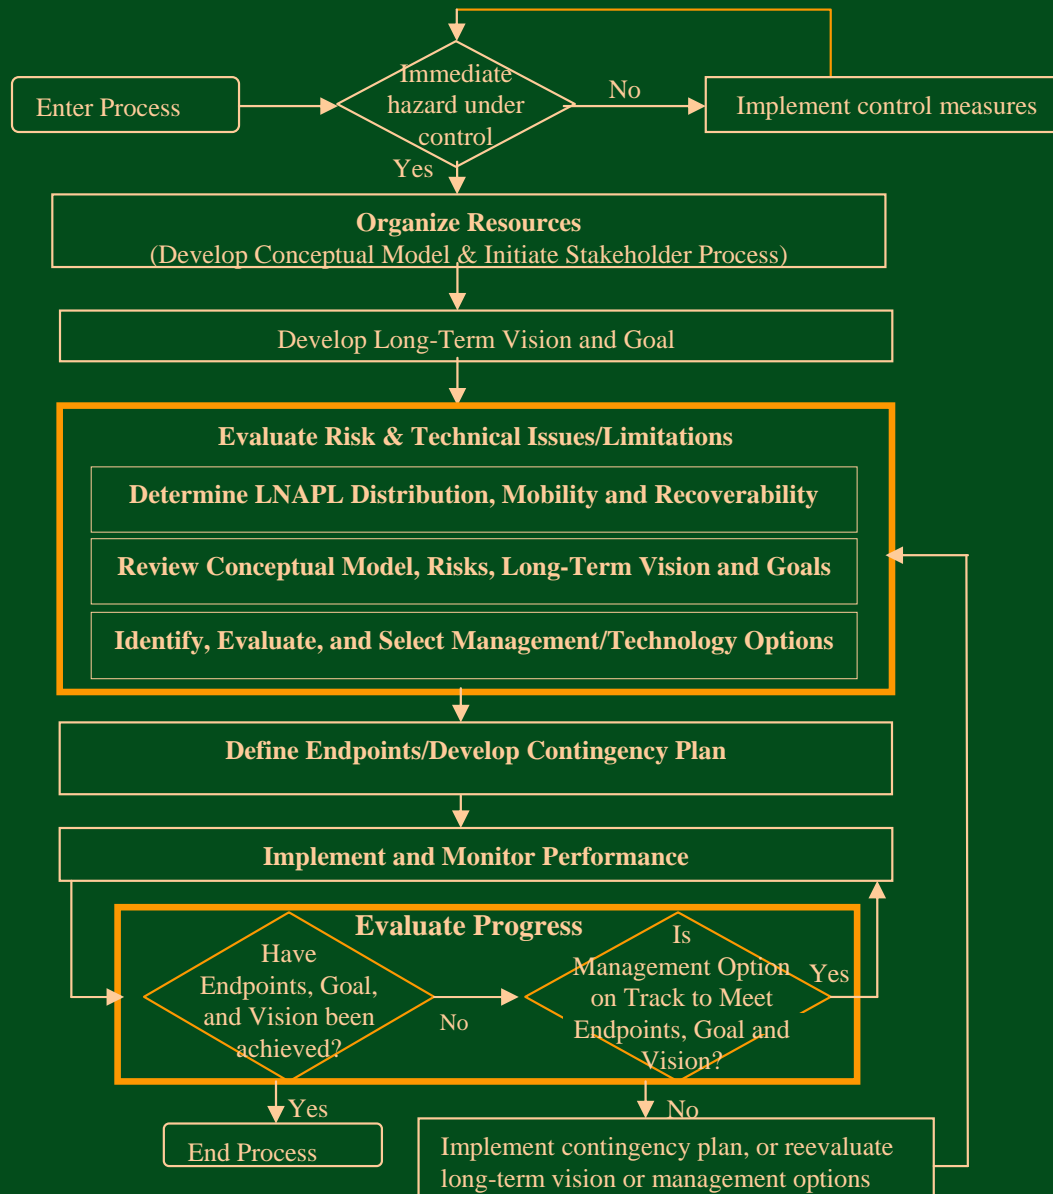 Enter Process
Immediate
hazard under
control
No
Implement control measures
Yes
Organize Resources
(Develop Conceptual Model & Initiate Stakeholder Process)
Develop Long-Term Vision and Goal
Evaluate Risk & Technical Issues/Limitations
Determine LNAPL Distribution, Mobility and Recoverability
Review Conceptual Model, Risks, Long-Term Vision and Goals
Identify, Evaluate, and Select Management/Technology Options
Define Endpoints/Develop Contingency Plan
Implement and Monitor Performance
Evaluate Progress
Have
Endpoints, Goal,
and Vision been
achieved?
No
Is
Management Option
on Track to Meet
Endpoints, Goal and
Vision?
Yes
Yes
End Process
No
Implement contingency plan, or reevaluate
long-term vision or management options